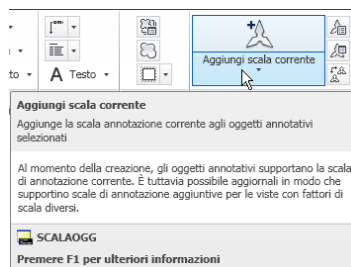 Aggiungi scala corrente
to
A Testo
Aggiungi scala corrente
Aggiunge la scala annotazione corrente agli oggetti annotativi
selezionati
Al momento della creazione, gli oggetti annotativi supportano la scala
di annotazione corrente. È tuttavia possibile aggiornali in modo che
supportino scale di annotazione aggiuntive per le viste con fattori di
scala diversi.
SCALAOGG
Premere F1 per ulteriori informazioni